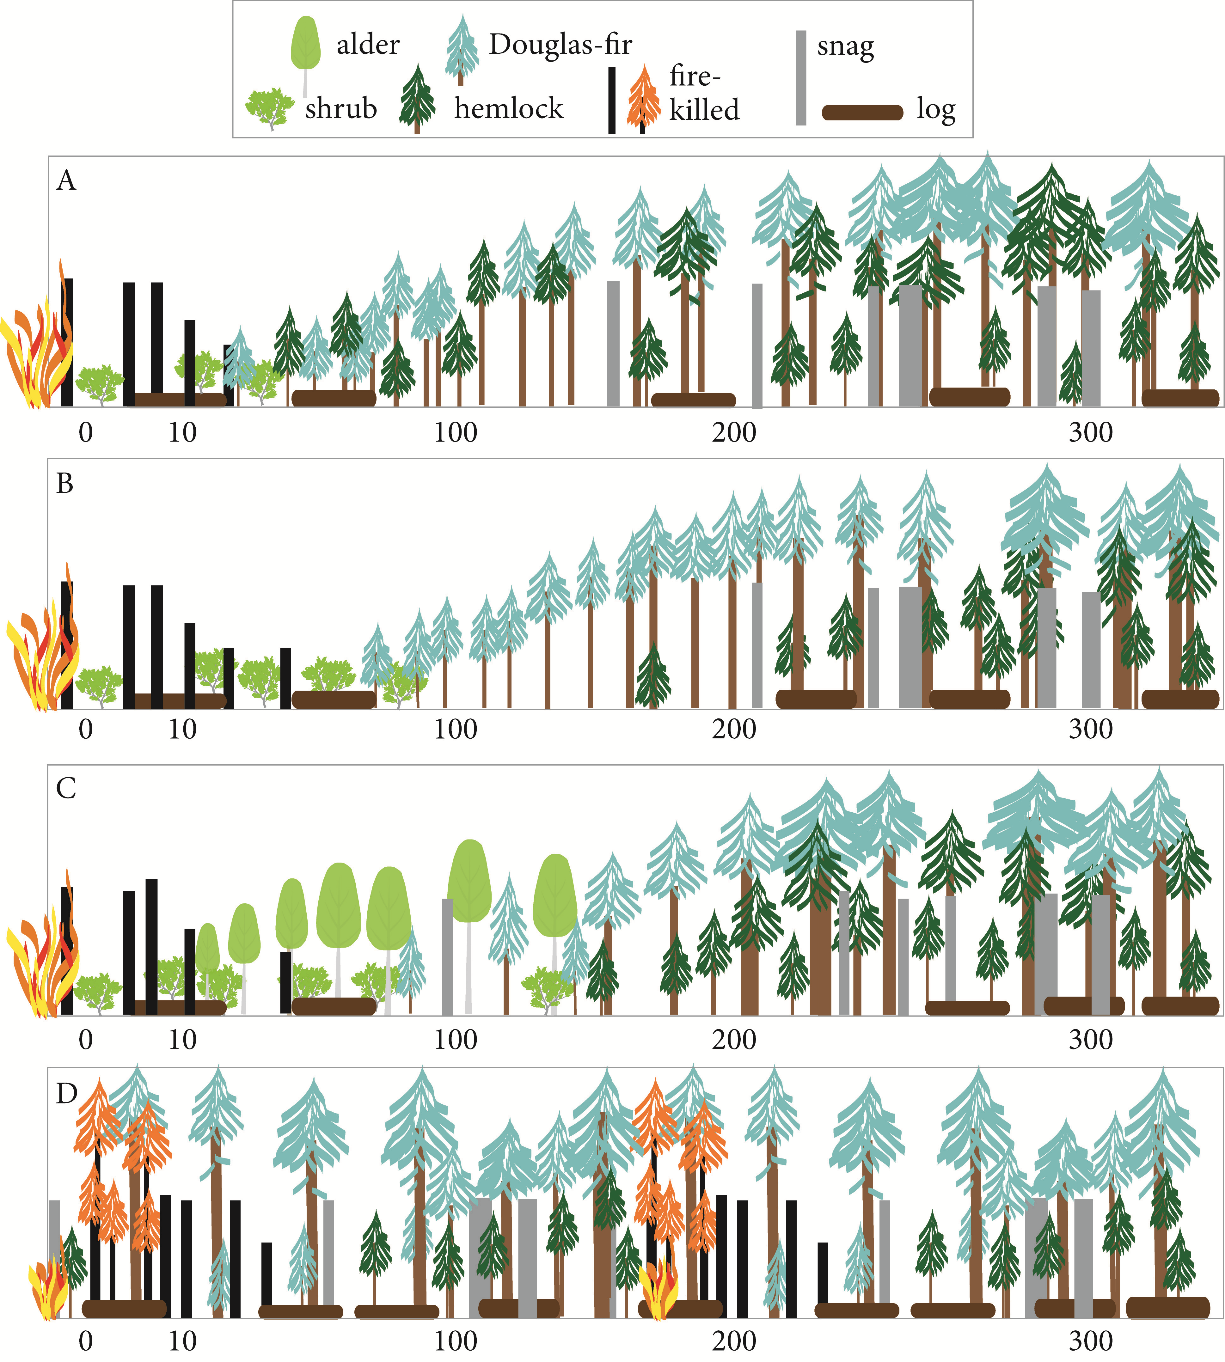 alder
Douglas-fir
snag
shrub
hemlock
fire-
killed
log
A
0 10 100 200 300
B
0 10 100 200 300
C
0 10 100 200 300
D
0 10 100 200 300